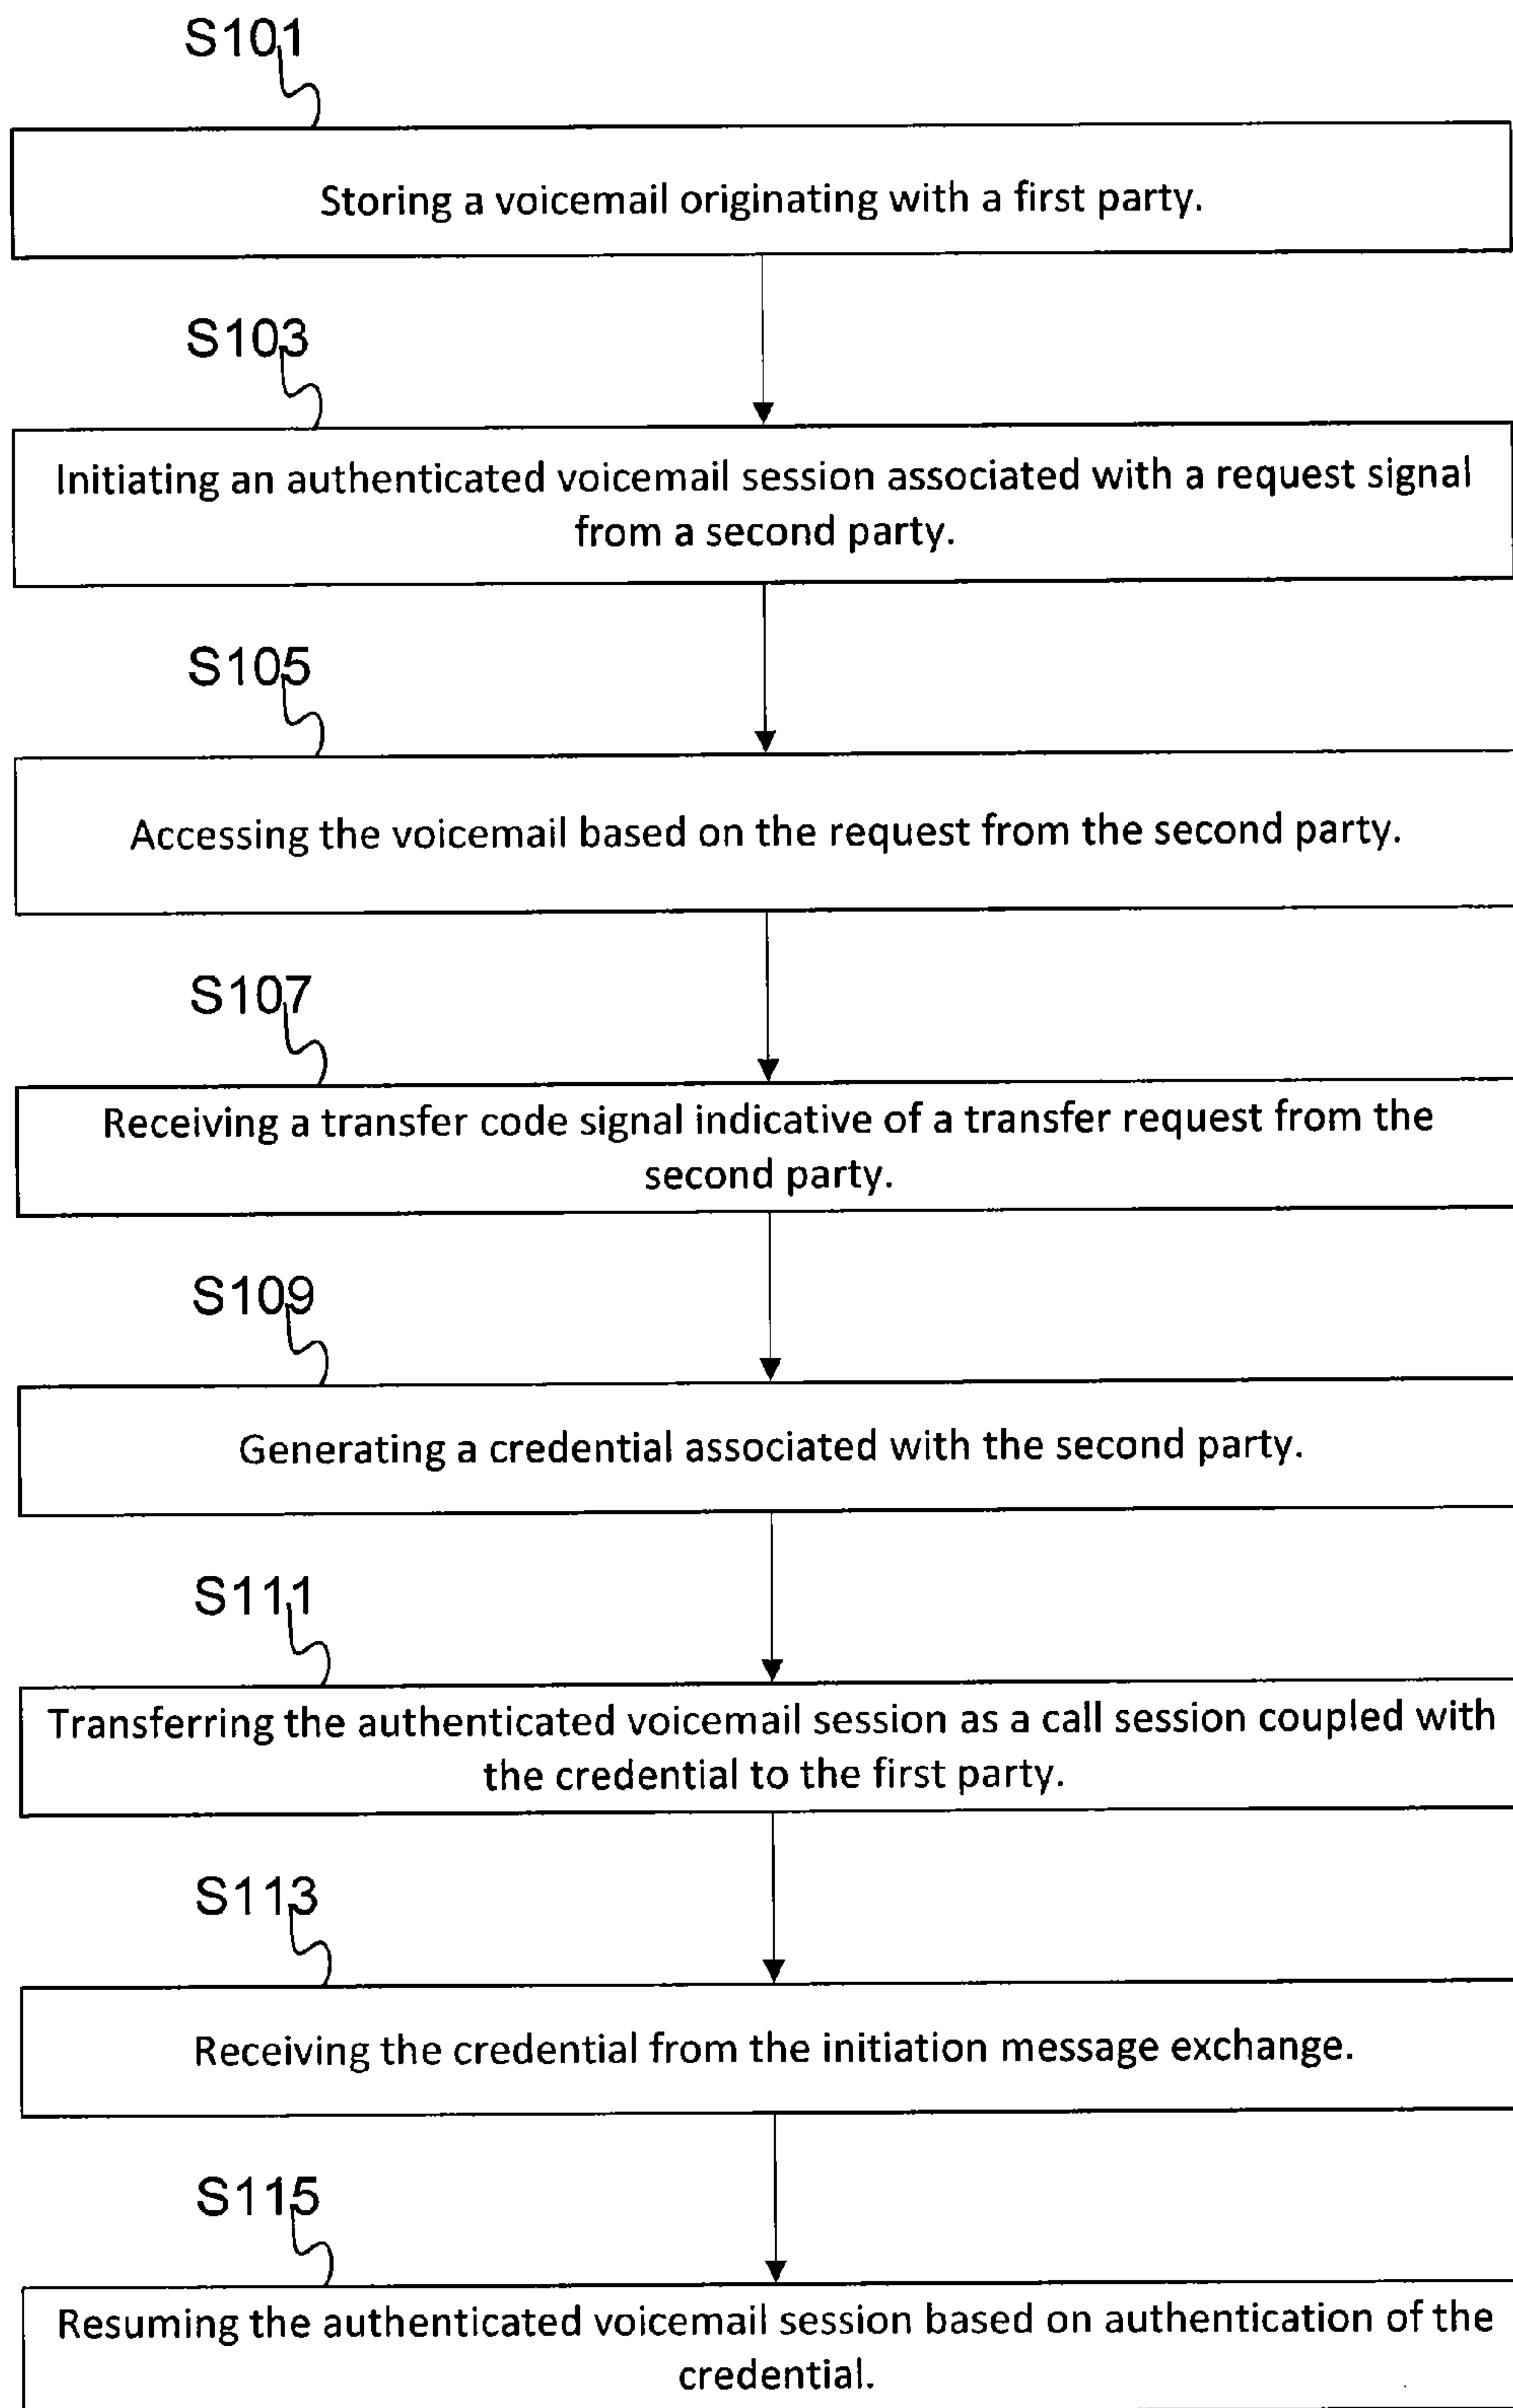 S101
Storing a voicemail originating with a first party.
S103
Initiating an authenticated voicemail session associated with a request signal
from a second party.
S105
Accessing the voicemail based on the request from the second party.
S107
Receiving a transfer code signal indicative of a transfer request from the
second party.
S109
Generating a credential associated with the second party.
S111
Transferring the authenticated voicemail session as a call session coupled with
the credential to the first party.
S113
Receiving the credential from the initiation message exchange.
S115
Resuming the authenticated voicemail session based on authentication of the
credential.